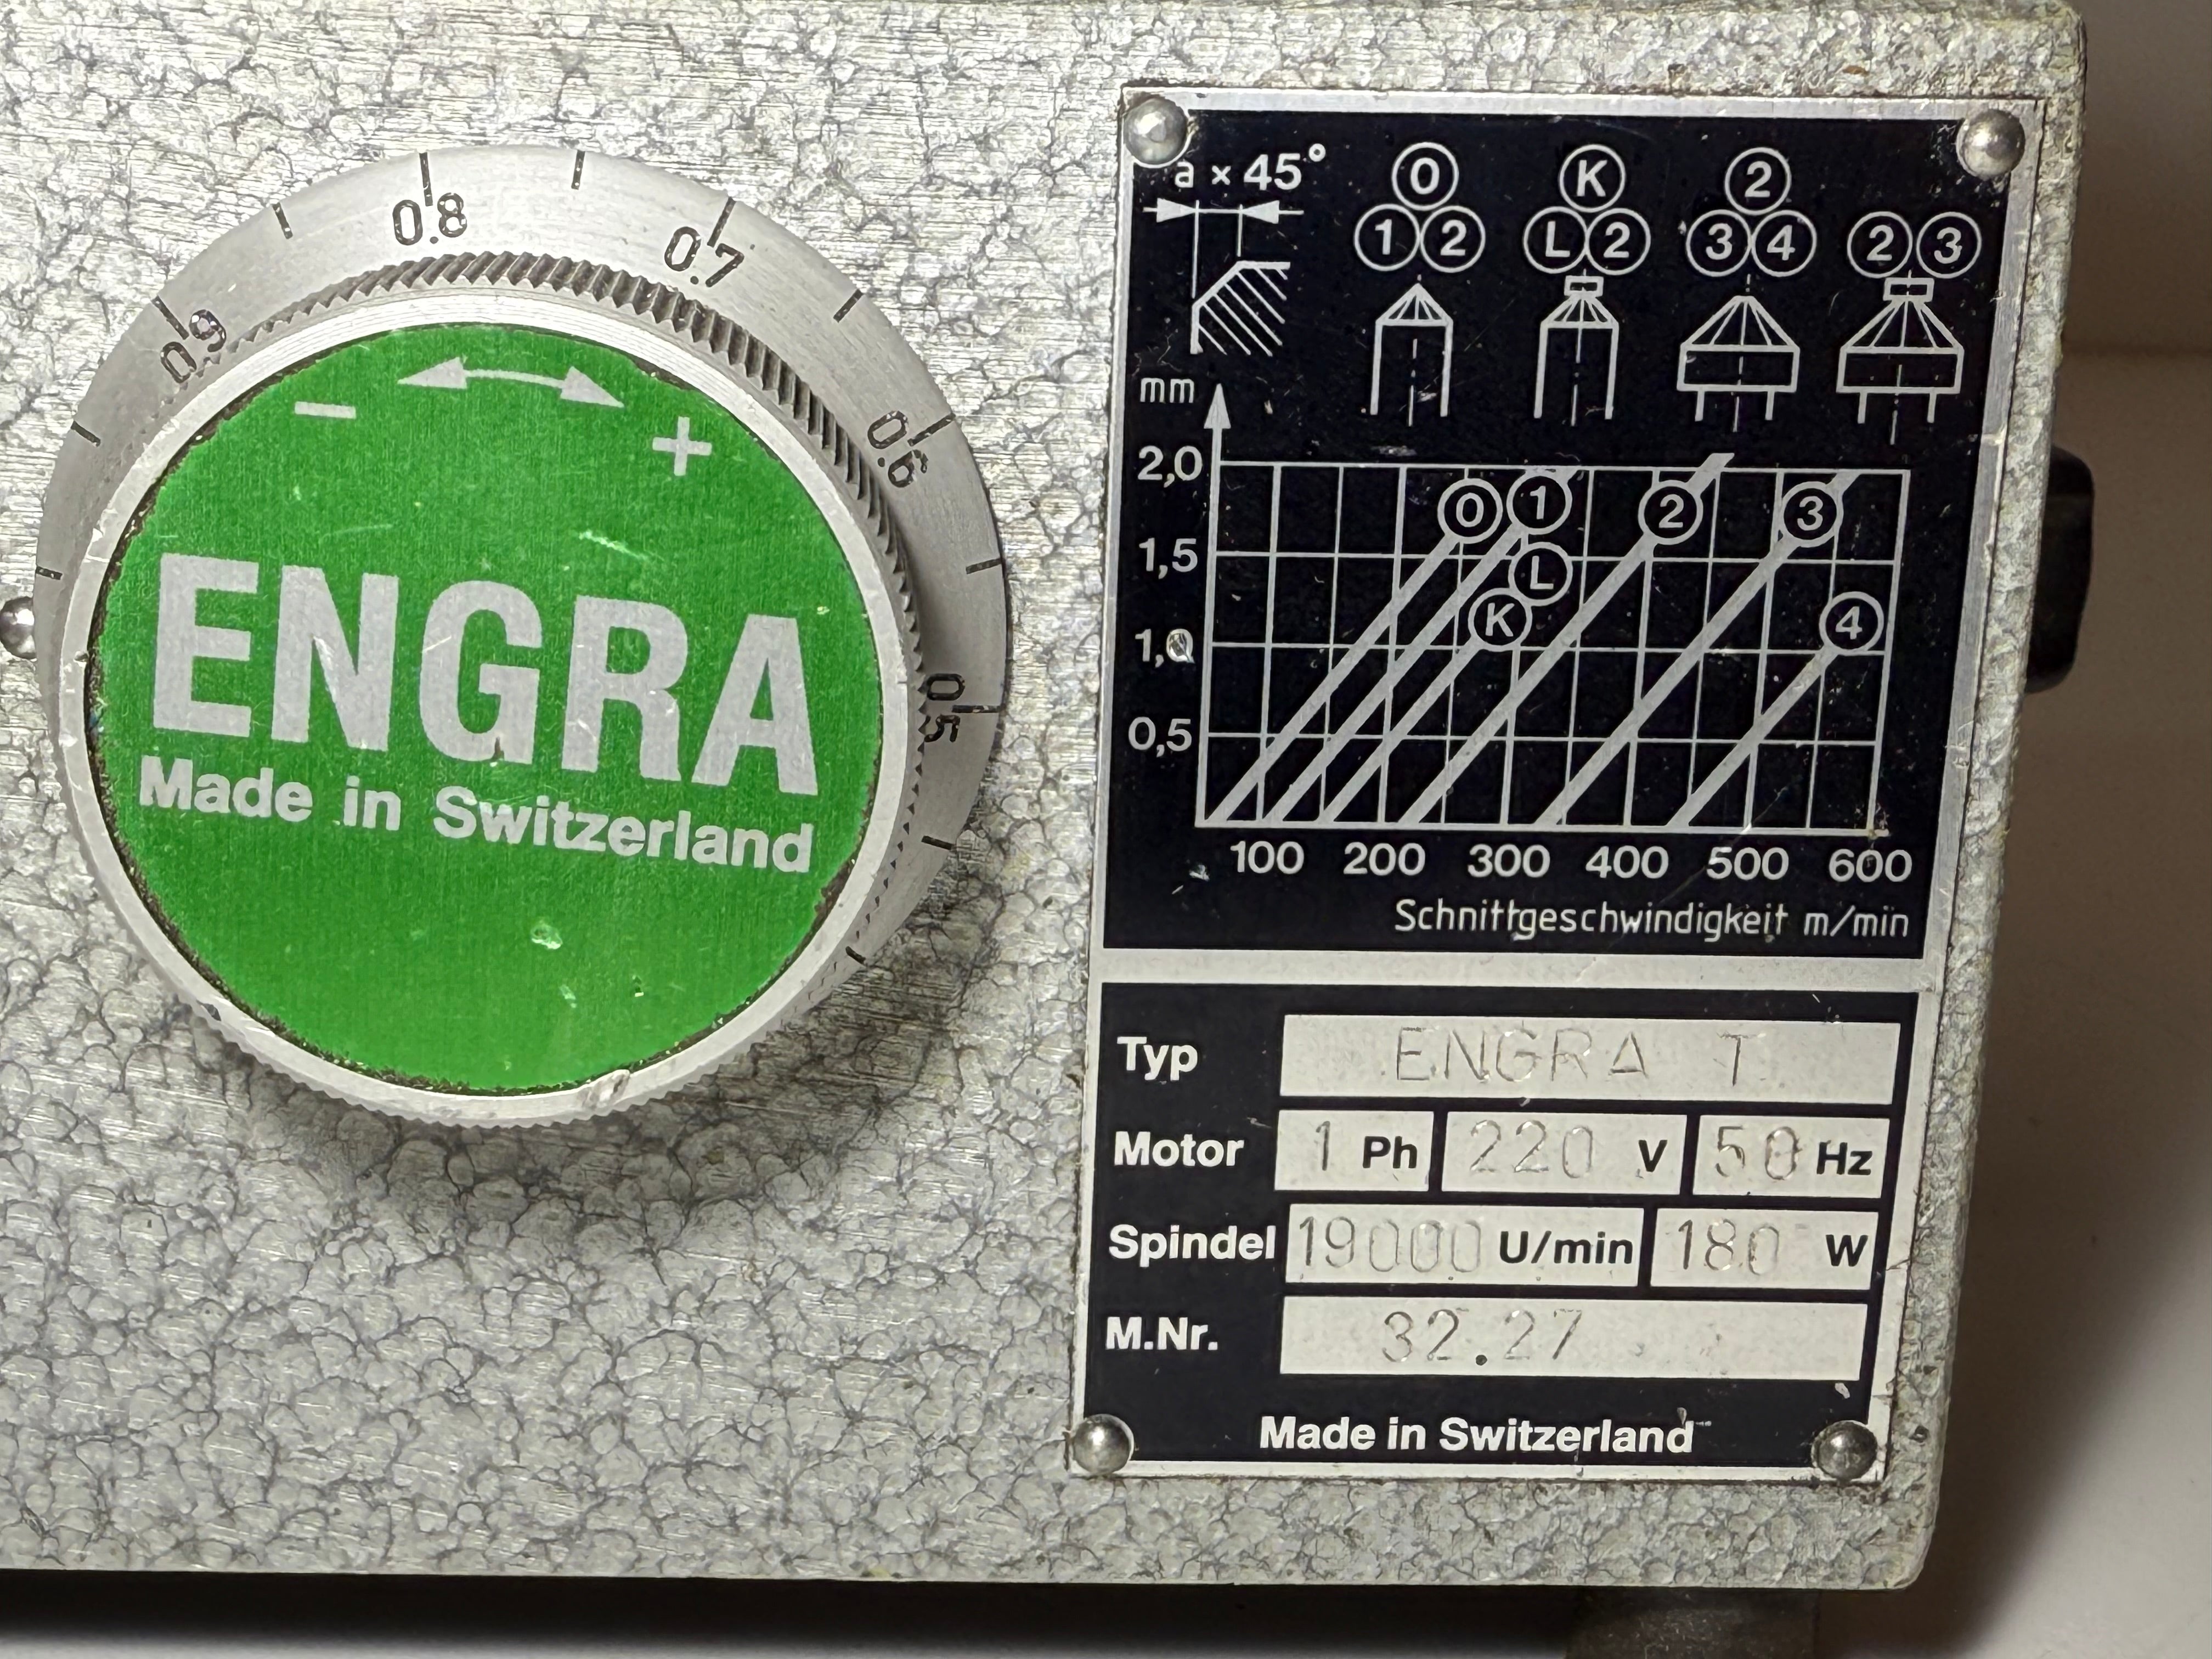 0.9
0.8
0.7
0.6
0.5
− +
ENGRA
Made in Switzerland
a × 45°
0
1 2
K
L 2
2
3 4
2 3
mm
2,0
1,5
1,0
0,5
0 1 2 3
L
K 4
100 200 300 400 500 600
Schnittgeschwindigkeit m/min
Typ ENGRA T
Motor 1 Ph 220 V 50 Hz
Spindel 19000 U/min 180 W
M.Nr. 32.27
Made in Switzerland